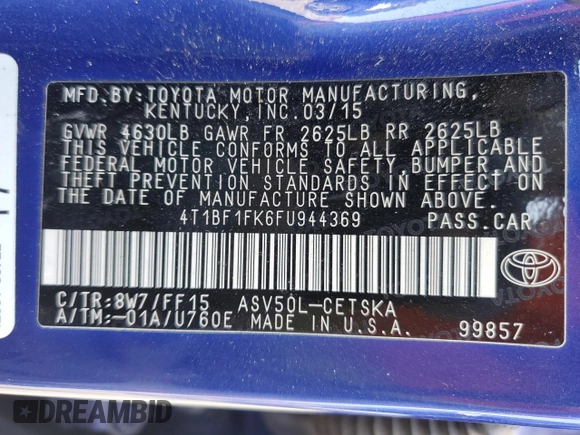 MFD.BY:TOYOTA MOTOR MANUFACTURING,
KENTUCKY,INC.03/15
GVWR 4630LB GAWR FR 2625LB RR 2625LB
THIS VEHICLE CONFORMS TO ALL APPLICABLE
FEDERAL MOTOR VEHICLE SAFETY,BUMPER AND
THEFT PREVENTION STANDARDS IN EFFECT ON
THE DATE OF MANUFACTURE SHOWN ABOVE.
4T1BF1FK6FU944369 PASS.CAR
C/TR:8W7/FF15 ASV50L-CETSKA
A/TM:-01A/U760E MADE IN U.S.A. 99857
TOYOTA
DREAMBID